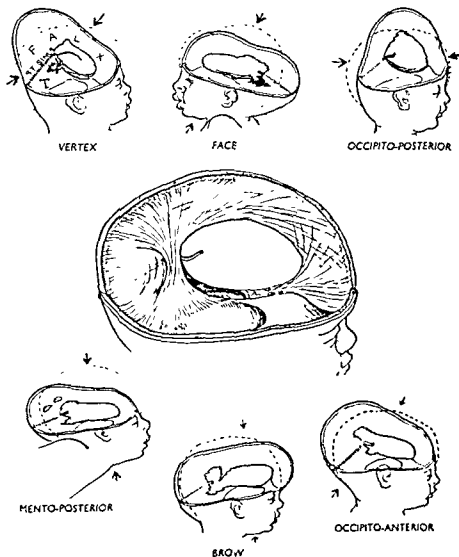 VERTEX
FACE
OCCIPITO-POSTERIOR
MENTO-POSTERIOR
BROW
OCCIPITO-ANTERIOR